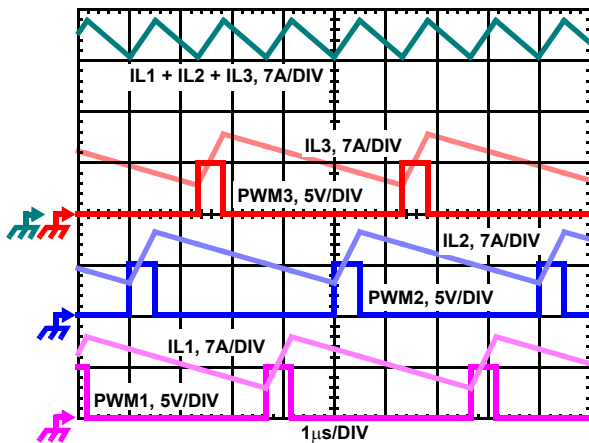 IL1 + IL2 + IL3, 7A/DIV
IL3, 7A/DIV
PWM3, 5V/DIV
IL2, 7A/DIV
PWM2, 5V/DIV
IL1, 7A/DIV
PWM1, 5V/DIV
1μs/DIV